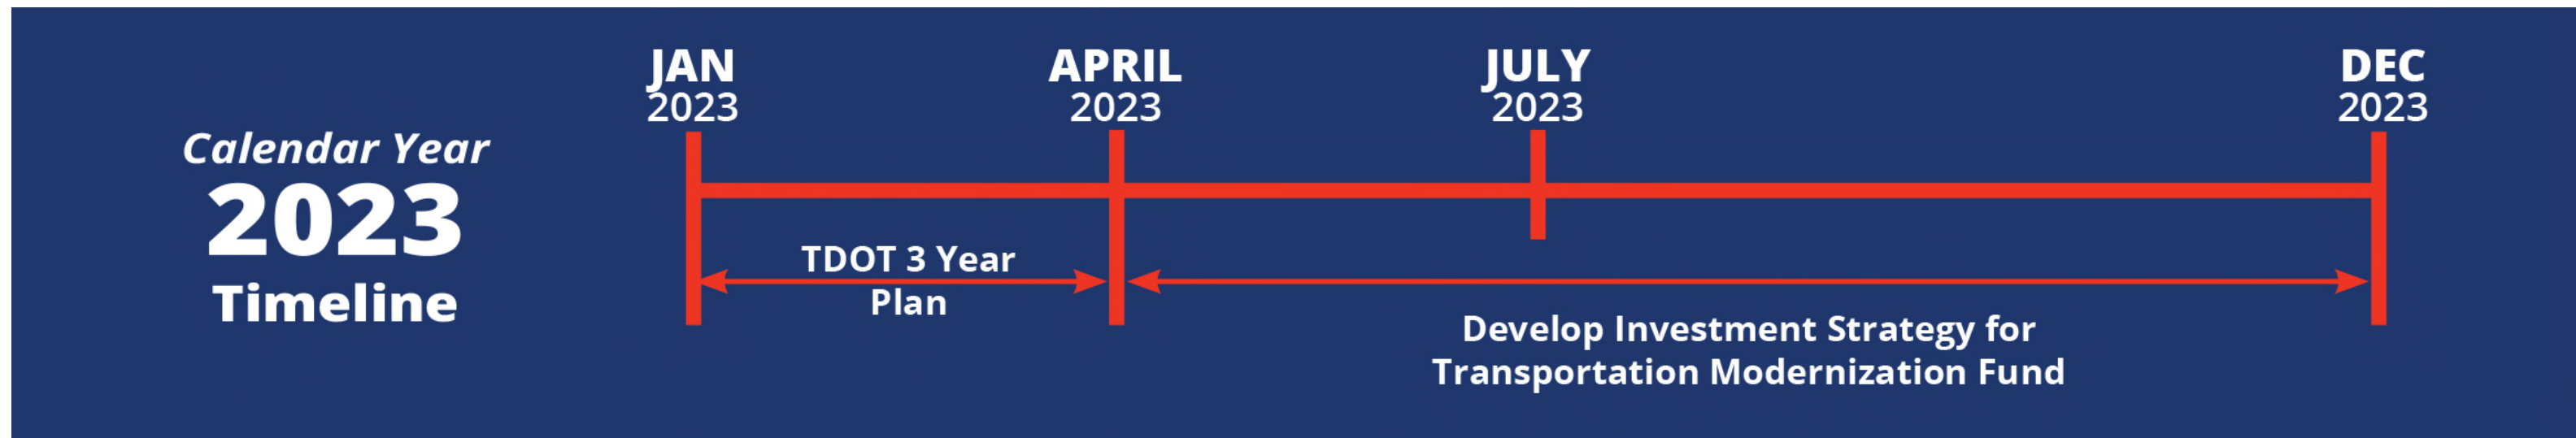 Calendar Year
2023
Timeline
JAN
2023
APRIL
2023
JULY
2023
DEC
2023
TDOT 3 Year
Plan
Develop Investment Strategy for
Transportation Modernization Fund